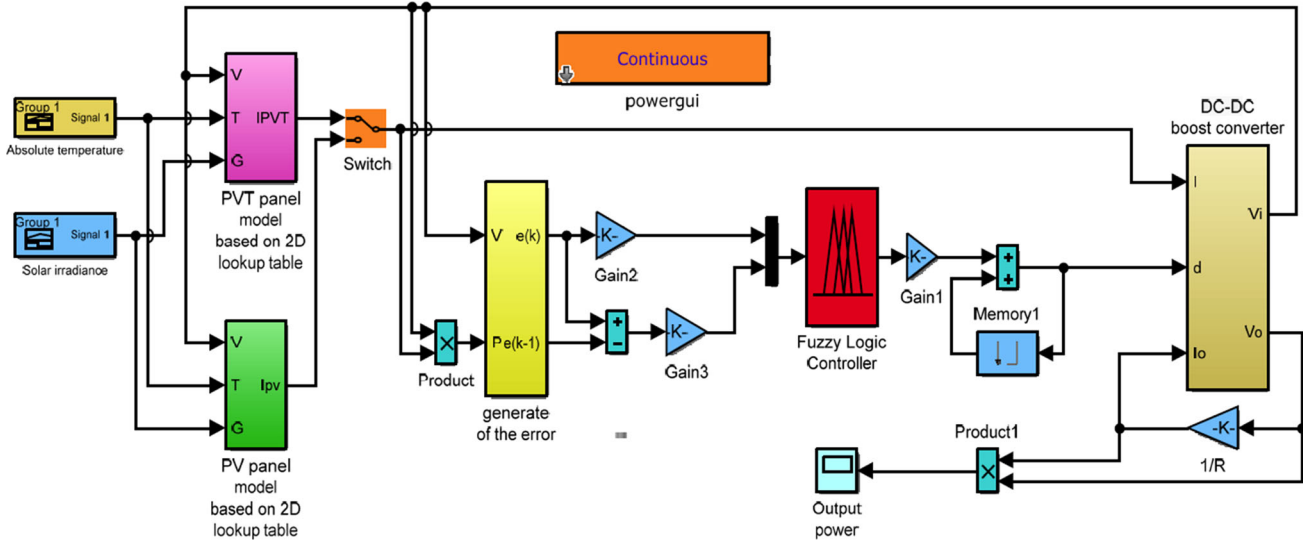 Continuous
powergui
Group 1
Signal 1
Absolute temperature
Group 1
Signal 1
Solar irradiance
V
T
G
IPVT
PVT panel
model
based on 2D
lookup table
V
T
G
Ipv
PV panel
model
based on 2D
lookup table
Switch
Product
V
e(k)
P
e(k-1)
generate
of the error
-K-
Gain2
+
−
-K-
Gain3
Fuzzy Logic
Controller
-K-
Gain1
+
+
Memory1
DC-DC
boost converter
I
d
Io
Vi
Vo
-K-
1/R
Product1
Output
power